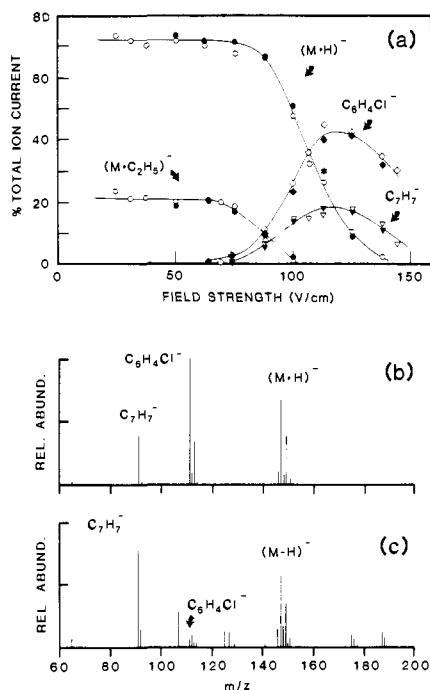 (a)
% TOTAL ION CURRENT
80
60
40
20
0
(M•H)⁻
C₆H₄Cl⁻
(M•C₂H₅)⁻
C₇H₇⁻
0 50 100 150
FIELD STRENGTH (V/cm)
(b)
REL. ABUND.
C₆H₄Cl⁻
(M•H)⁻
C₇H₇⁻
(c)
REL. ABUND.
C₇H₇⁻
(M-H)⁻
C₆H₄Cl⁻
60 80 100 120 140 160 180 200
m/z